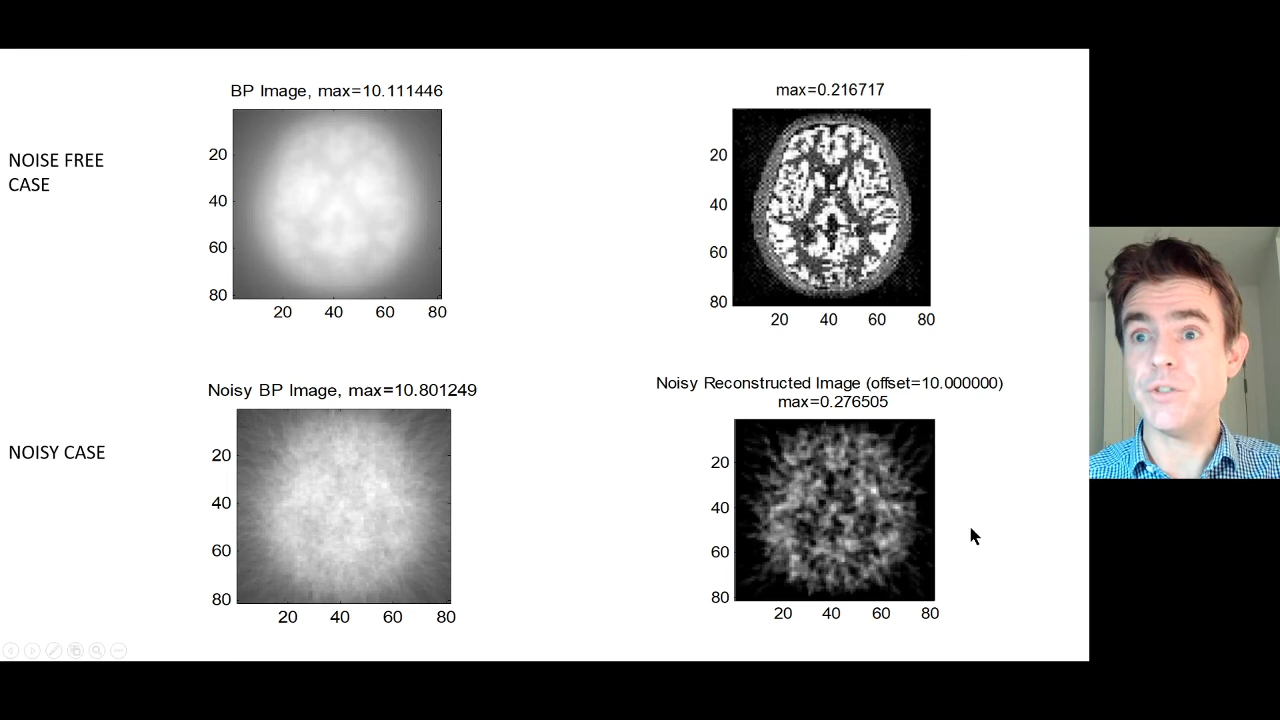 BP Image, max=10.111446
max=0.216717
NOISE FREE
CASE
20
40
60
80
20 40 60 80
20
40
60
80
20 40 60 80
Noisy BP Image, max=10.801249
Noisy Reconstructed Image (offset=10.000000)
max=0.276505
NOISY CASE
20
40
60
80
20 40 60 80
20
40
60
80
20 40 60 80